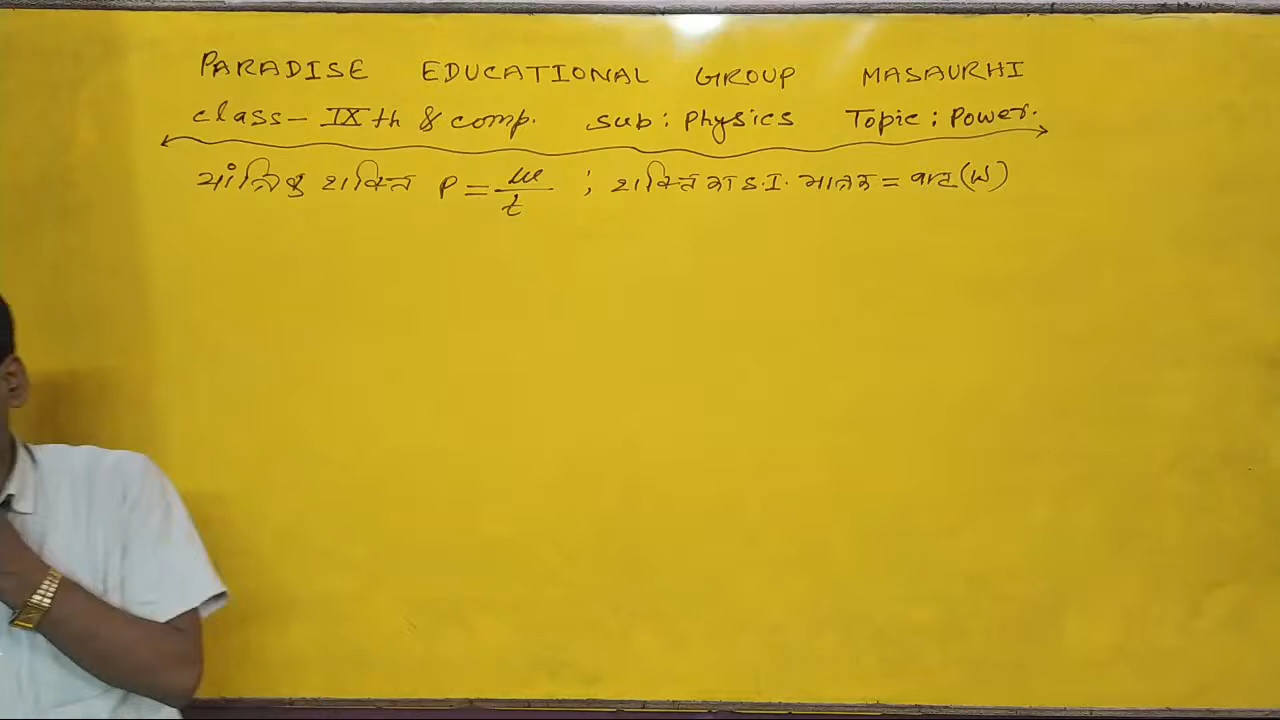 PARADISE EDUCATIONAL GROUP MASAURHI
class- IXth & comp. sub: Physics Topic: Power.
यांत्रिक शक्ति P = w/t ; शक्ति का S.I. मात्रक = वाट (W)